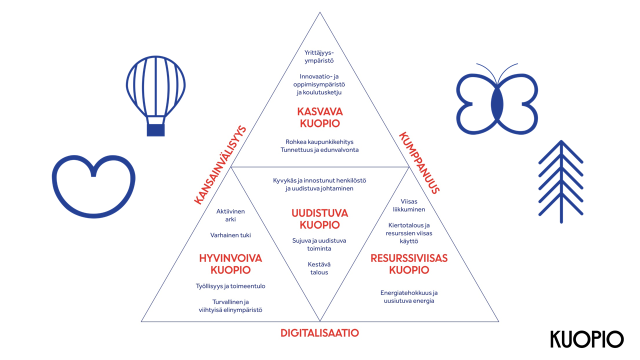 Yrittäjyys-
ympäristö
Innovaatio- ja
oppimisympäristö
ja koulutusketju
KASVAVA
KUOPIO
Rohkea kaupunkikehitys
Tunnettuus ja edunvalvonta
KANSAINVÄLISYYS
KUMPPANUUS
Kyvykäs ja innostunut henkilöstö
ja uudistuva johtaminen
UUDISTUVA
KUOPIO
Sujuva ja uudistuva
toiminta
Kestävä
talous
Aktiivinen
arki
Varhainen tuki
HYVINVOIVA
KUOPIO
Työllisyys ja toimeentulo
Turvallinen ja
viihtyisä elinympäristö
Viisas
liikkuminen
Kiertotalous ja
resurssien viisas
käyttö
RESURSSIVIISAS
KUOPIO
Energiatehokkuus ja
uusiutuva energia
DIGITALISAATIO
KUOPIO